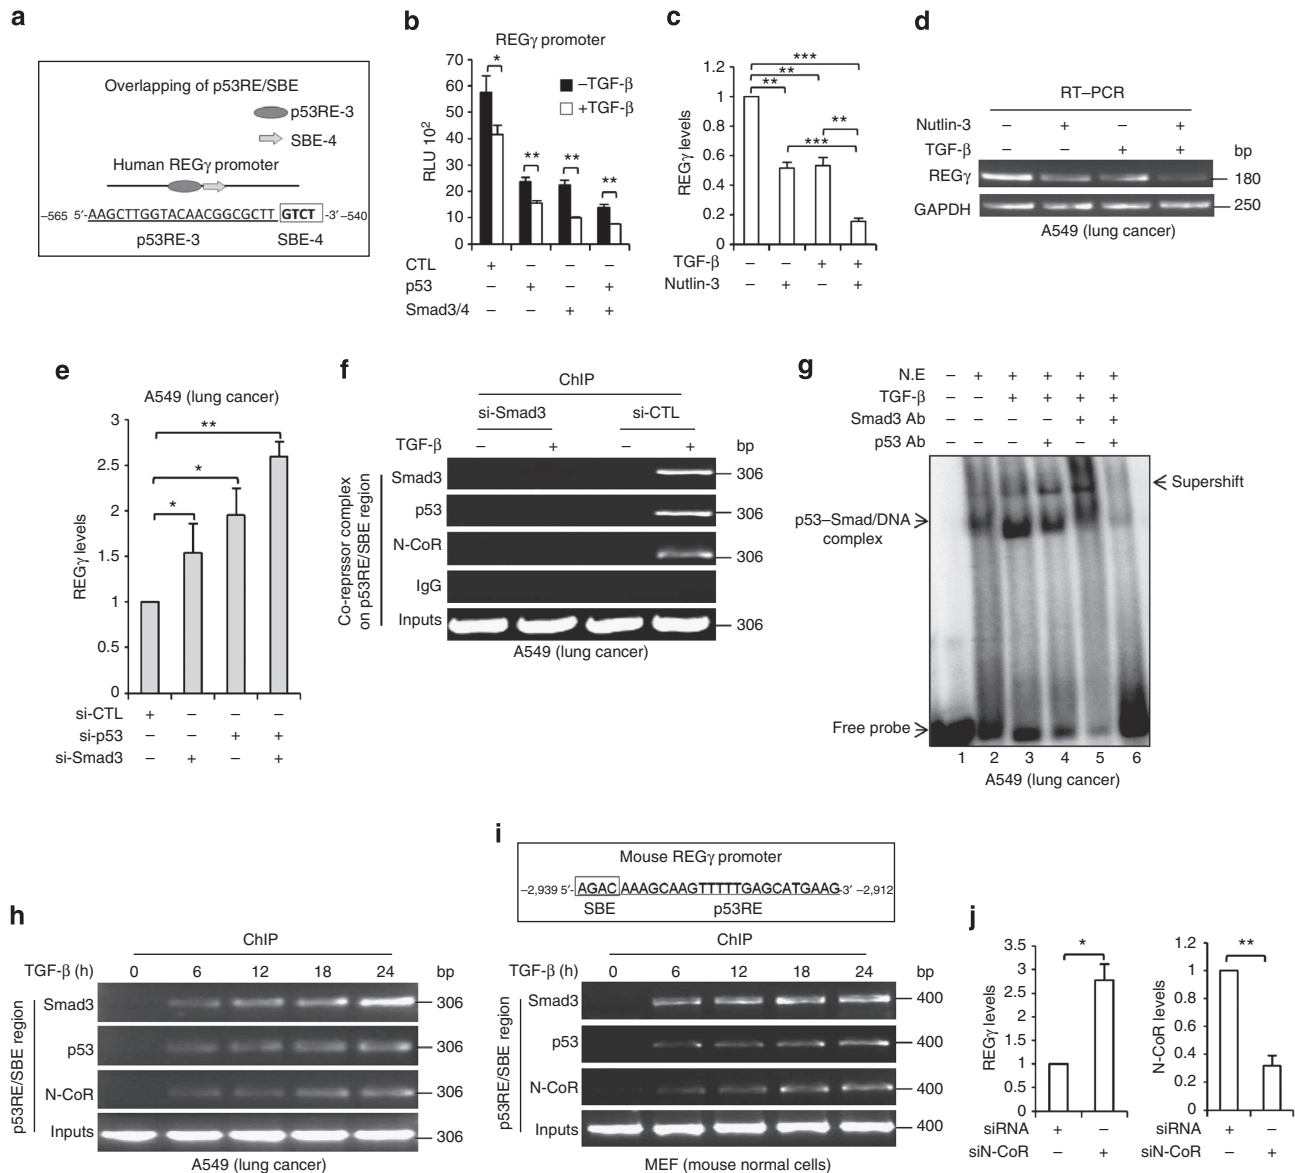 a
Overlapping of p53RE/SBE
p53RE-3
SBE-4
Human REGγ promoter
–565 5′-AAGCTTGGTACAACGGCGCTT GTCT -3′ –540
p53RE-3 SBE-4
b
REGγ promoter
–TGF-β
+TGF-β
RLU 10²
70
60
50
40
30
20
10
0
* ** ** **
CTL + – – –
p53 – + – +
Smad3/4 – – + +
c
REGγ levels
1.2
1
0.8
0.6
0.4
0.2
0
***
**
**
**
***
TGF-β – – + +
Nutlin-3 – + – +
d
RT–PCR
Nutlin-3 – + – +
TGF-β – – + + bp
REGγ 180
GAPDH 250
A549 (lung cancer)
e
A549 (lung cancer)
REGγ levels
3
2.5
2
1.5
1
0.5
0
**
*
*
si-CTL + – – –
si-p53 – – + +
si-Smad3 – + – +
f
ChIP
si-Smad3 si-CTL
TGF-β – + – + bp
Co-reprssor complex
on p53RE/SBE region
Smad3 306
p53 306
N-CoR 306
IgG
Inputs 306
A549 (lung cancer)
g
N.E – + + + + +
TGF-β – – + + + +
Smad3 Ab – – – – + +
p53 Ab – – – + – +
Supershift
p53–Smad/DNA
complex
Free probe
1 2 3 4 5 6
A549 (lung cancer)
h
ChIP
TGF-β (h) 0 6 12 18 24 bp
p53RE/SBE region
Smad3 306
p53 306
N-CoR 306
Inputs 306
A549 (lung cancer)
i
Mouse REGγ promoter
–2,939 5′- AGAC AAAGCAAGTTTTTGAGCATGAAG-3′ –2,912
SBE p53RE
ChIP
TGF-β (h) 0 6 12 18 24 bp
p53RE/SBE region
Smad3 400
p53 400
N-CoR 400
Inputs 400
MEF (mouse normal cells)
j
REGγ levels
3.5
3
2.5
2
1.5
1
0.5
0
*
siRNA + –
siN-CoR – +
N-CoR levels
1.2
1
0.8
0.6
0.4
0.2
0
**
siRNA + –
siN-CoR – +